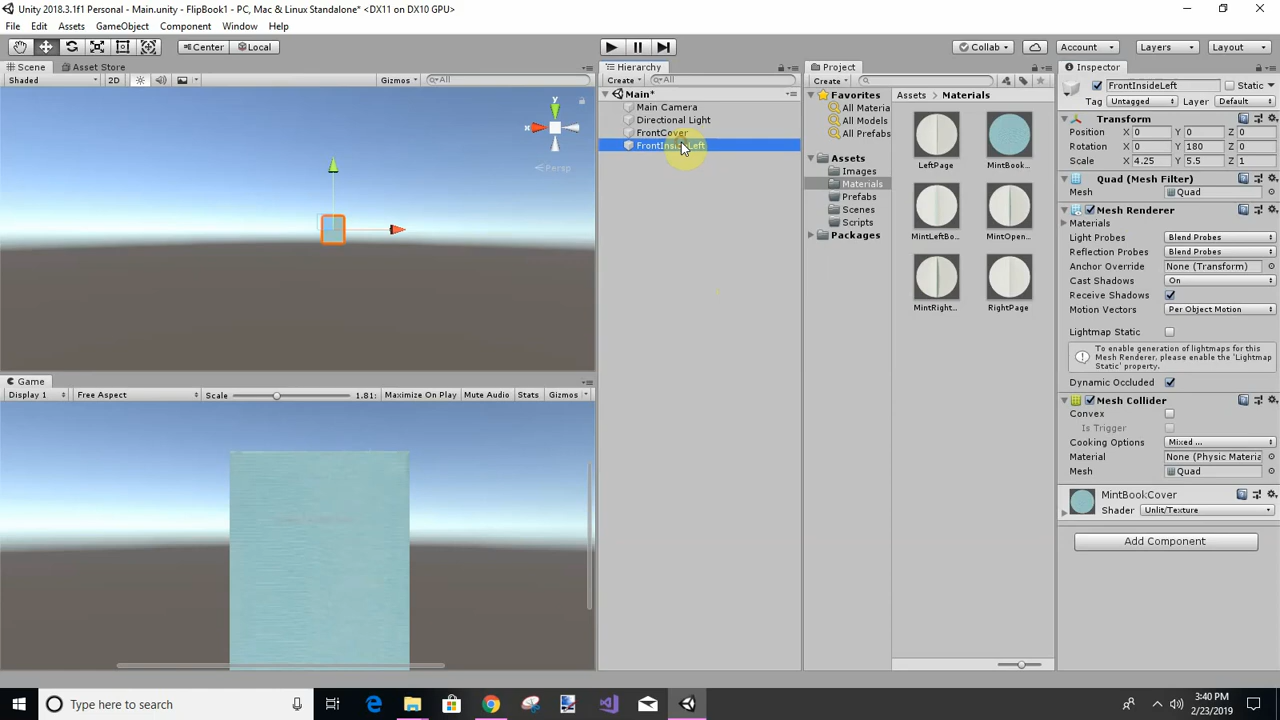 Unity 2018.3.1f1 Personal - Main.unity - FlipBook1 - PC, Mac & Linux Standalone* <DX11 on DX10 GPU>
File Edit Assets GameObject Component Window Help
Center Local Collab Account Layers Layout
Scene Asset Store
Shaded 2D Gizmos All
y
x
Persp
Game
Display 1 Free Aspect Scale 1.81: Maximize On Play Mute Audio Stats Gizmos
Hierarchy
Create All
Main*
Main Camera
Directional Light
FrontCover
FrontInsideLeft
Project
Create
Favorites
All Materia
All Models
All Prefabs
Assets
Images
Materials
Prefabs
Scenes
Scripts
Packages
Assets Materials
LeftPage MintBook...
MintLeftBo... MintOpen...
MintRight... RightPage
Inspector
FrontInsideLeft Static
Tag Untagged Layer Default
Transform
Position X 0 Y 0 Z 0
Rotation X 0 Y 180 Z 0
Scale X 4.25 Y 5.5 Z 1
Quad (Mesh Filter)
Mesh Quad
Mesh Renderer
Materials
Light Probes Blend Probes
Reflection Probes Blend Probes
Anchor Override None (Transform)
Cast Shadows On
Receive Shadows
Motion Vectors Per Object Motion
Lightmap Static
To enable generation of lightmaps for this
Mesh Renderer, please enable the 'Lightmap
Static' property.
Dynamic Occluded
Mesh Collider
Convex
Is Trigger
Cooking Options Mixed ...
Material None (Physic Materia
Mesh Quad
MintBookCover
Shader Unlit/Texture
Add Component
Type here to search
3:40 PM
2/23/2019